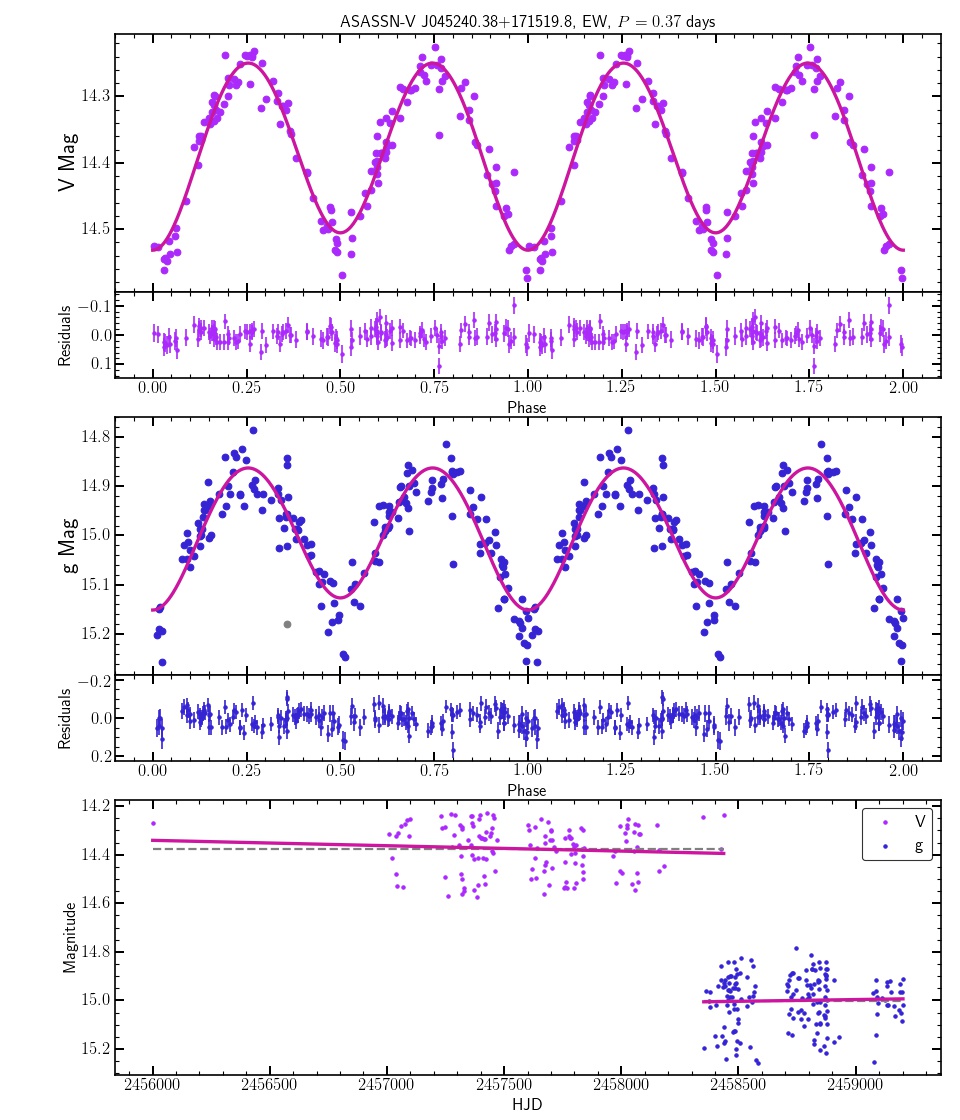 ASASSN-V J045240.38+171519.8, EW, P = 0.37 days
14.3
14.4
14.5
V Mag
−0.1
0.0
0.1
Residuals
0.00 0.25 0.50 0.75 1.00 1.25 1.50 1.75 2.00
Phase
14.8
14.9
15.0
15.1
15.2
g Mag
−0.2
0.0
0.2
Residuals
0.00 0.25 0.50 0.75 1.00 1.25 1.50 1.75 2.00
Phase
14.2
14.4
14.6
14.8
15.0
15.2
Magnitude
V
g
2456000 2456500 2457000 2457500 2458000 2458500 2459000
HJD